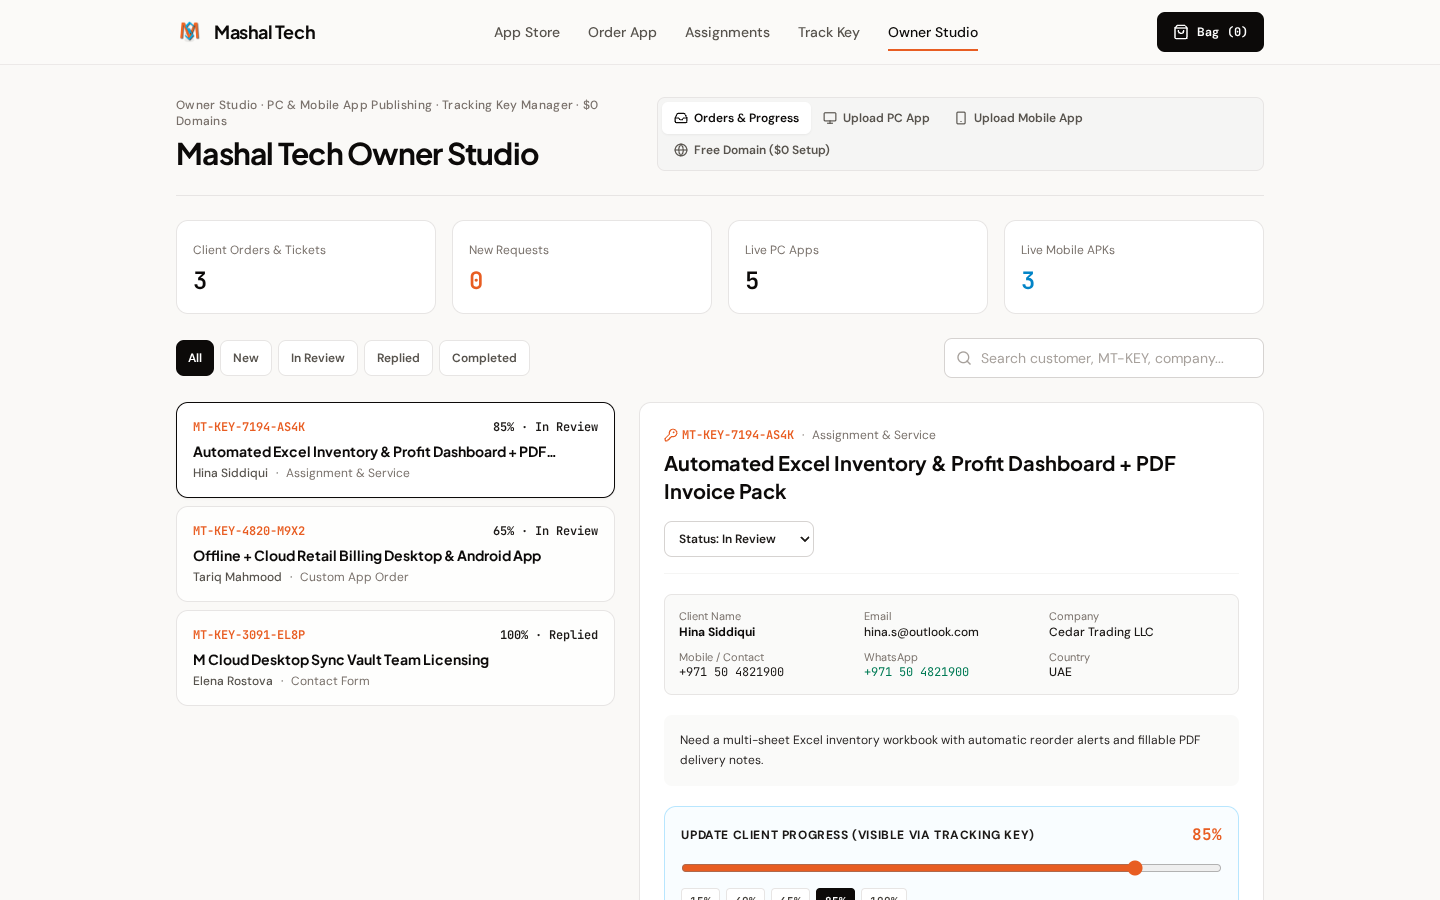 Mashal Tech
App Store
Order App
Assignments
Track Key
Owner Studio
Bag (0)
Owner Studio · PC & Mobile App Publishing · Tracking Key Manager · $0
Domains
Mashal Tech Owner Studio
Orders & Progress
Upload PC App
Upload Mobile App
Free Domain ($0 Setup)
Client Orders & Tickets
3
New Requests
0
Live PC Apps
5
Live Mobile APKs
3
All
New
In Review
Replied
Completed
Search customer, MT-KEY, company...
MT-KEY-7194-AS4K
85% · In Review
Automated Excel Inventory & Profit Dashboard + PDF...
Hina Siddiqui · Assignment & Service
MT-KEY-4820-M9X2
65% · In Review
Offline + Cloud Retail Billing Desktop & Android App
Tariq Mahmood · Custom App Order
MT-KEY-3091-EL8P
100% · Replied
M Cloud Desktop Sync Vault Team Licensing
Elena Rostova · Contact Form
MT-KEY-7194-AS4K · Assignment & Service
Automated Excel Inventory & Profit Dashboard + PDF
Invoice Pack
Status: In Review
Client Name
Hina Siddiqui
Email
hina.s@outlook.com
Company
Cedar Trading LLC
Mobile / Contact
+971 50 4821900
WhatsApp
+971 50 4821900
Country
UAE
Need a multi-sheet Excel inventory workbook with automatic reorder alerts and fillable PDF
delivery notes.
UPDATE CLIENT PROGRESS (VISIBLE VIA TRACKING KEY)
85%